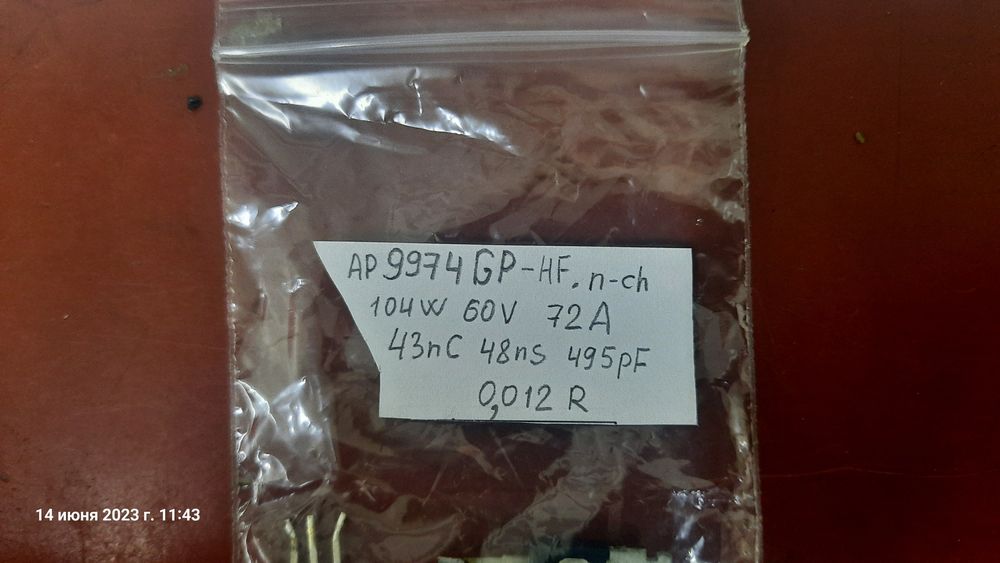 AP 9974 GP-HF. n-ch
104W 60V 72A
43nC 48ns 495pF
0,012 R
14 июня 2023 г. 11:43